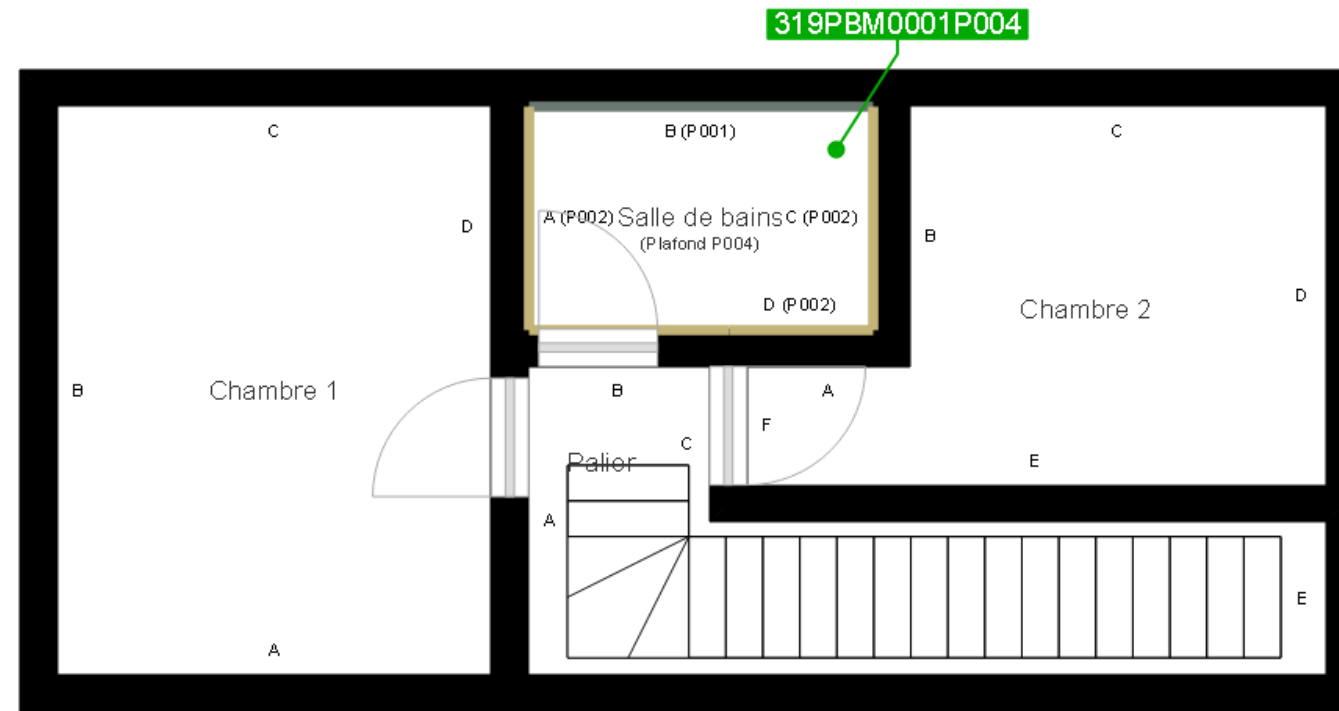 319PBM0001P004
C
B (P001)
C
A (P002)
Salle de bains
C (P002)
D
B
(Plafond P004)
D
D (P002)
Chambre 2
Chambre 1
B
B
A
F
C
Palier
E
A
E
A